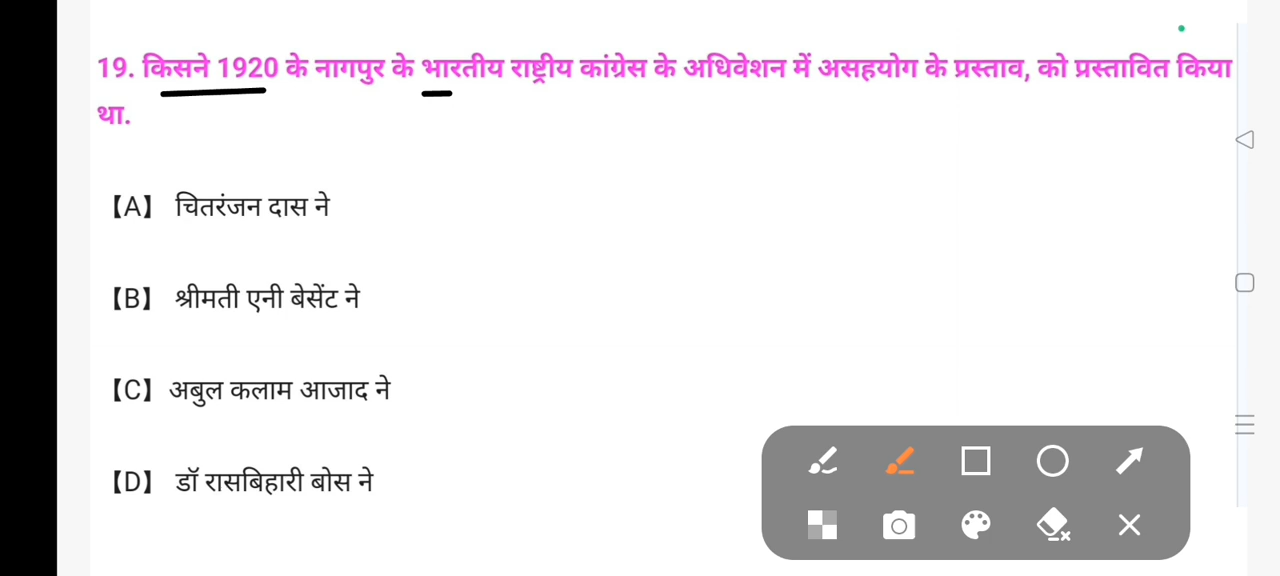 19. किसने 1920 के नागपुर के भारतीय राष्ट्रीय कांग्रेस के अधिवेशन में असहयोग के प्रस्ताव, को प्रस्तावित किया
था.
【A】 चितरंजन दास ने
【B】 श्रीमती एनी बेसेंट ने
【C】 अबुल कलाम आजाद ने
【D】 डॉ रासबिहारी बोस ने